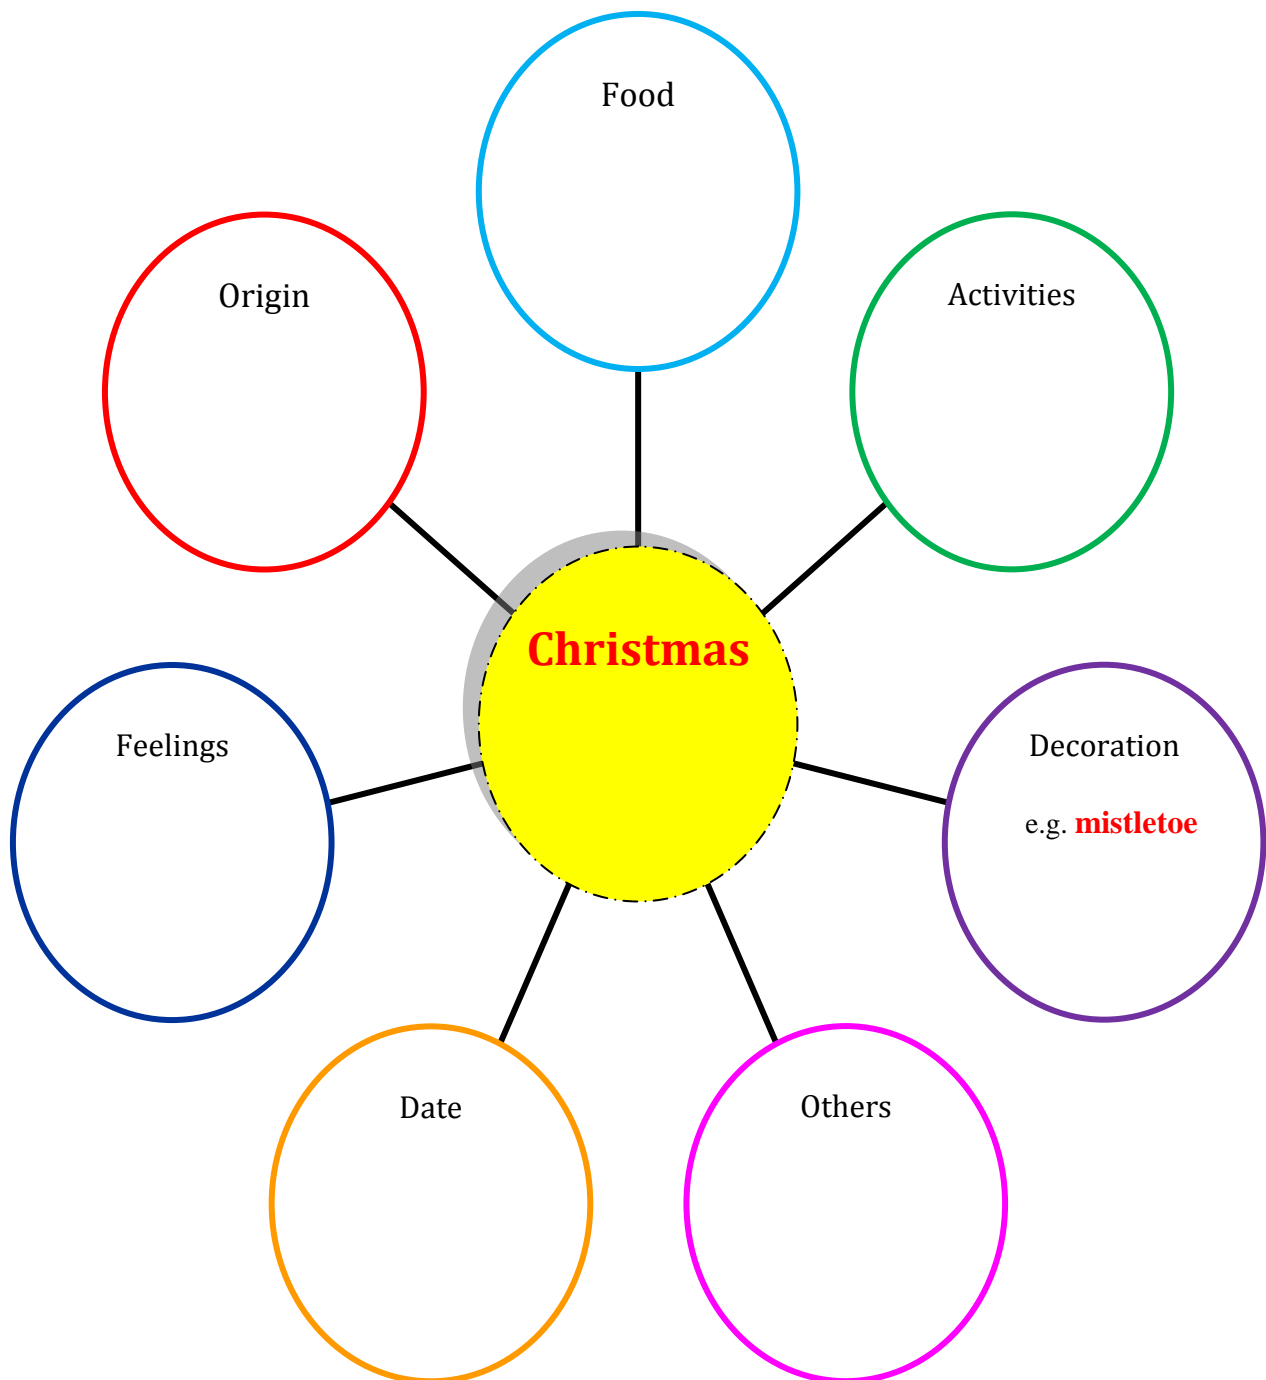 Food
Origin
Activities
Christmas
Feelings
Decoration
e.g. mistletoe
Date
Others